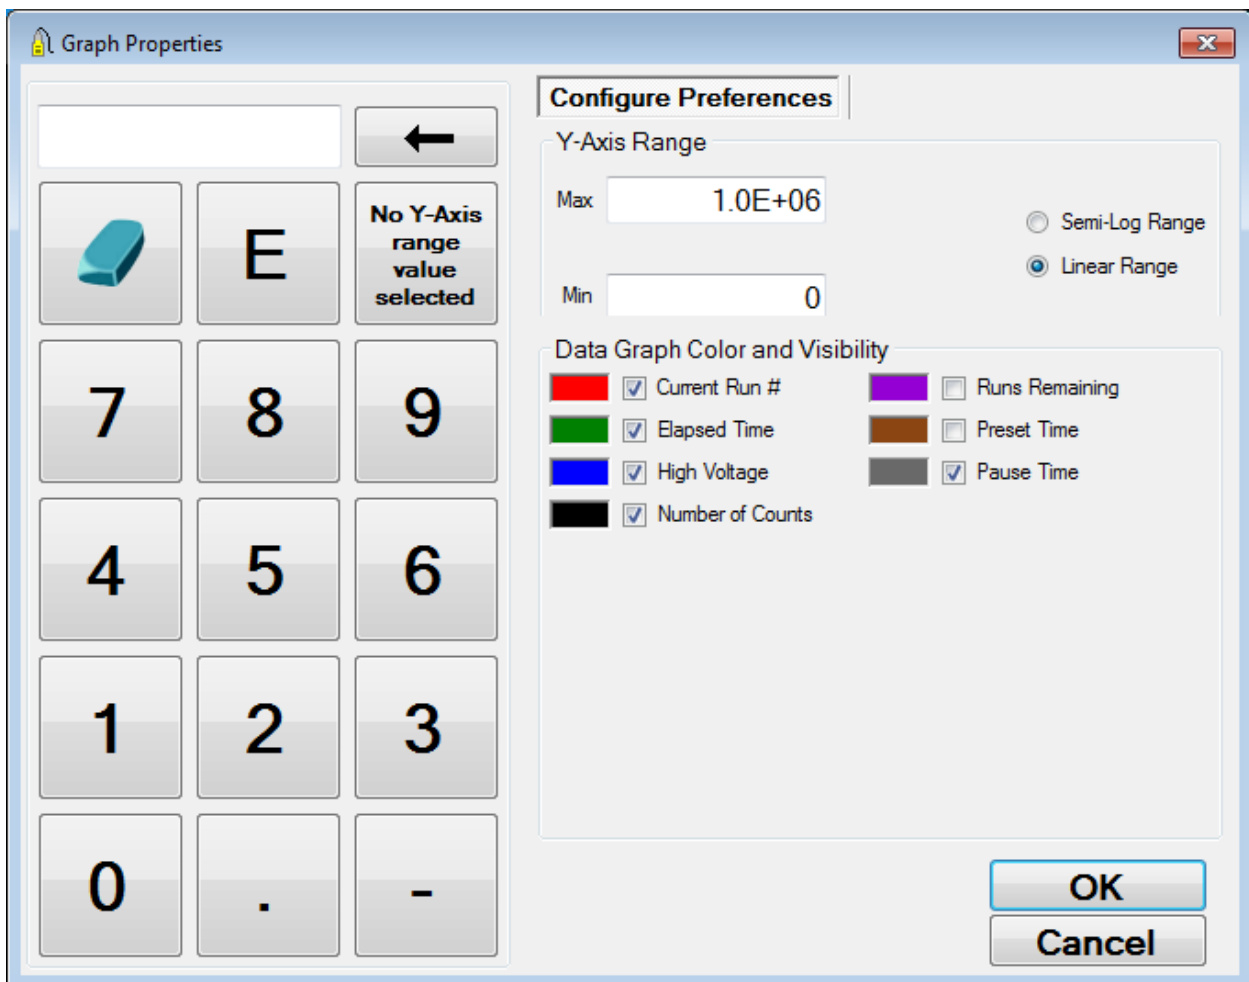 Graph Properties
←
E
No Y-Axis
range
value
selected
7 8 9
4 5 6
1 2 3
0 . -
Configure Preferences
Y-Axis Range
Max 1.0E+06
Min 0
Semi-Log Range
Linear Range
Data Graph Color and Visibility
Current Run # Runs Remaining
Elapsed Time Preset Time
High Voltage Pause Time
Number of Counts
OK
Cancel